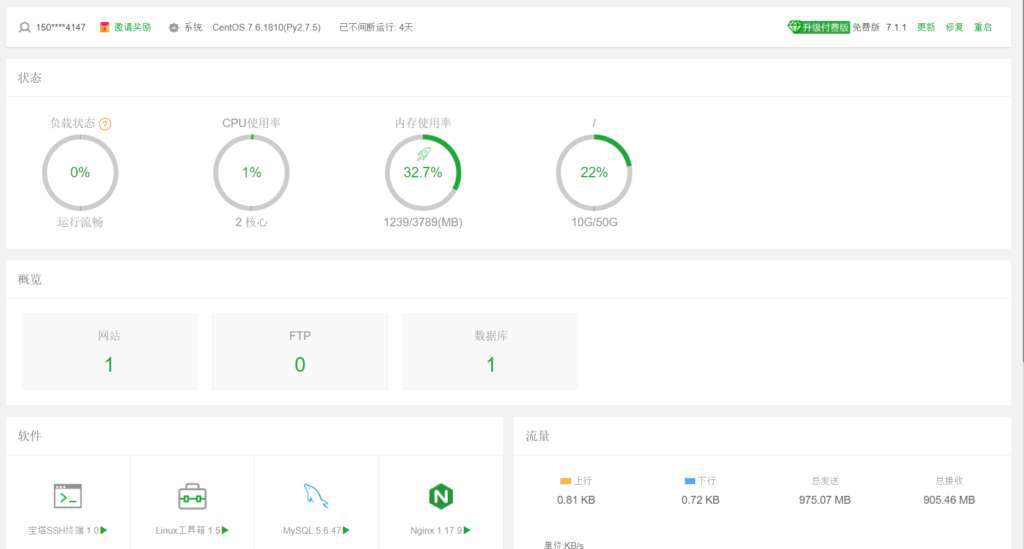 150****4147 邀请奖励 系统: CentOS 7.6.1810(Py2.7.5) 已不间断运行: 4天 升级付费版 免费版 7.1.1 更新 修复 重启
状态
负载状态 ? CPU使用率 内存使用率 /
0% 1% 32.7% 22%
运行流畅 2 核心 1239/3789(MB) 10G/50G
概览
网站 FTP 数据库
1 0 1
软件 流量
上行 下行 总发送 总接收
0.81 KB 0.72 KB 975.07 MB 905.46 MB
宝塔SSH终端 1.0 Linux工具箱 1.5 MySQL 5.6.47 Nginx 1.17.9
单位:KB/s